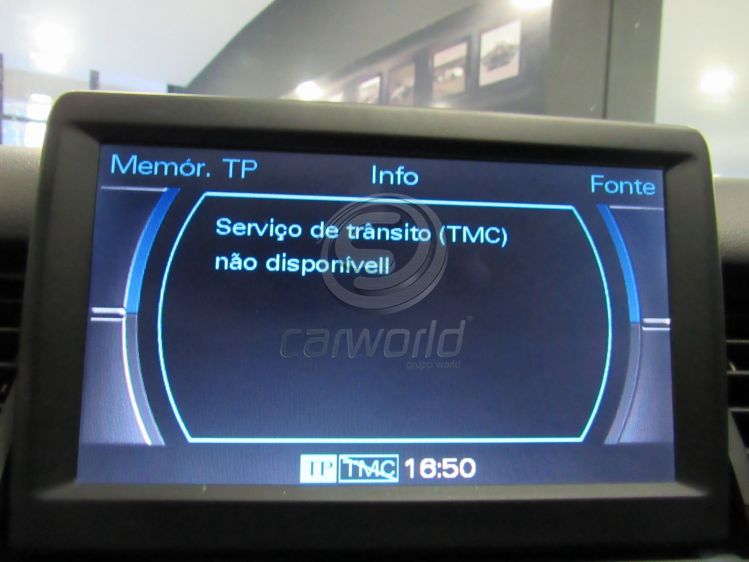 Memór. TP
Info
Fonte
Serviço de trânsito (TMC)
não disponível!
carworld®
grupo world
TP TMC 16:50